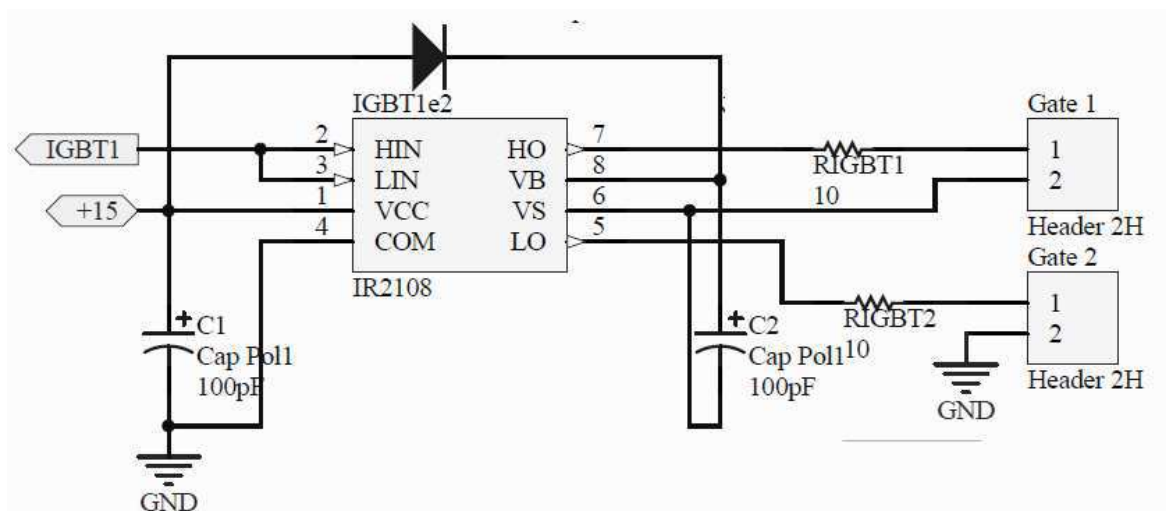 IGBT1e2
Gate 1
IGBT1
2
HIN
HO
7
1
3
LIN
VB
8
RIGBT1
2
+15
1
VCC
VS
6
10
4
COM
LO
5
Header 2H
IR2108
Gate 2
+
C1
Cap Pol1
100pF
+
C2
Cap Pol1
100pF
RIGBT2
10
1
2
Header 2H
GND
GND